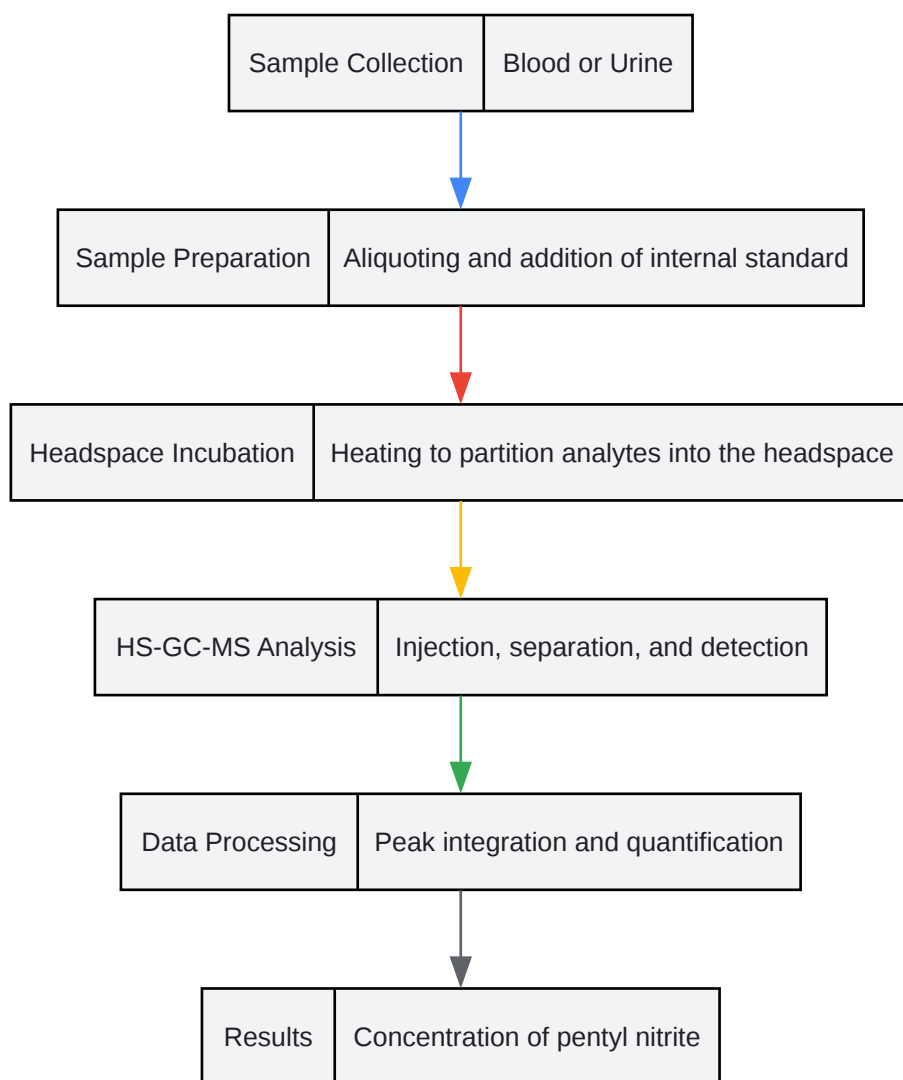 Sample Collection Blood or Urine
Sample Preparation Aliquoting and addition of internal standard
Headspace Incubation Heating to partition analytes into the headspace
HS-GC-MS Analysis Injection, separation, and detection
Data Processing Peak integration and quantification
Results Concentration of pentyl nitrite